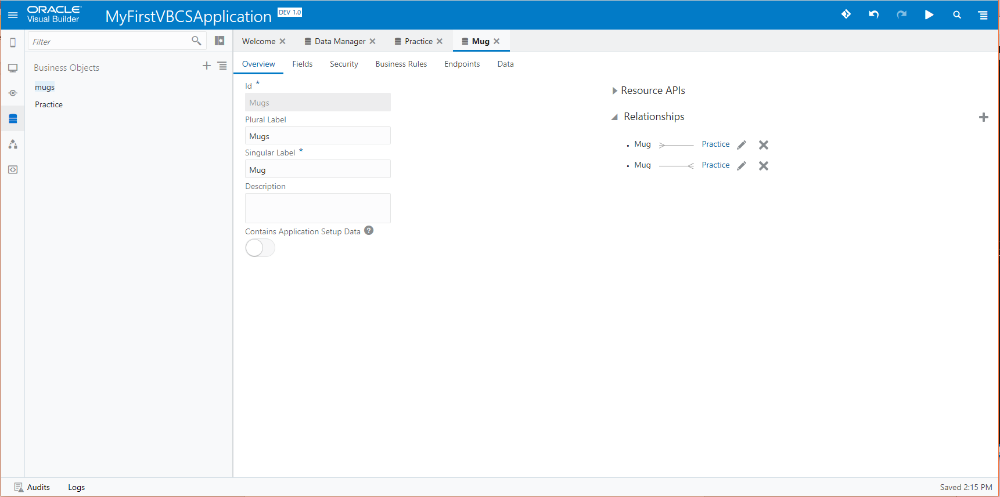 ORACLE
Visual Builder
MyFirstVBCSApplication
DEV 1.0
Filter
Welcome
Data Manager
Practice
Mug
Business Objects
mugs
Practice
Overview
Fields
Security
Business Rules
Endpoints
Data
Id *
Mugs
Plural Label
Mugs
Singular Label *
Mug
Description
Contains Application Setup Data ?
Resource APIs
Relationships
Mug Practice
Mug Practice
Audits
Logs
Saved 2:15 PM